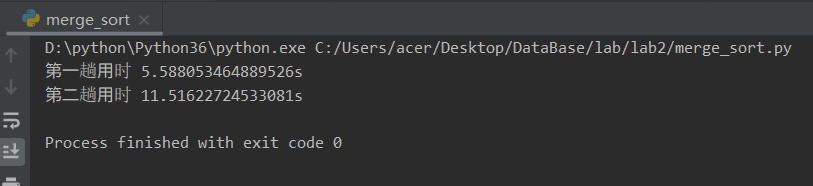 merge_sort
D:\python\Python36\python.exe C:/Users/acer/Desktop/DataBase/lab/lab2/merge_sort.py
第一趟用时 5.588053464889526s
第二趟用时 11.51622724533081s
Process finished with exit code 0